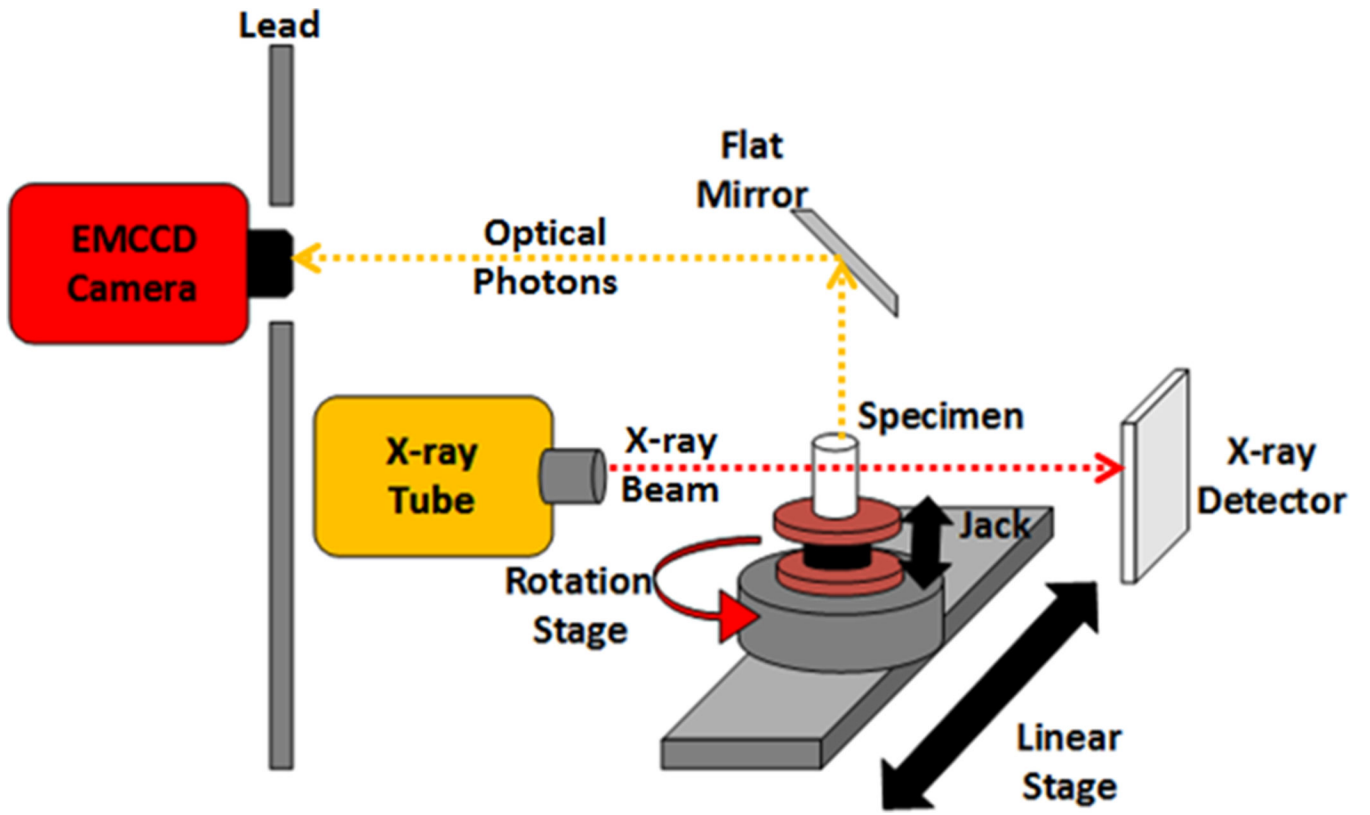 Lead
Flat
Mirror
EMCCD
Camera
Optical
Photons
X-ray
Tube
X-ray
Beam
Specimen
X-ray
Detector
Jack
Rotation
Stage
Linear
Stage